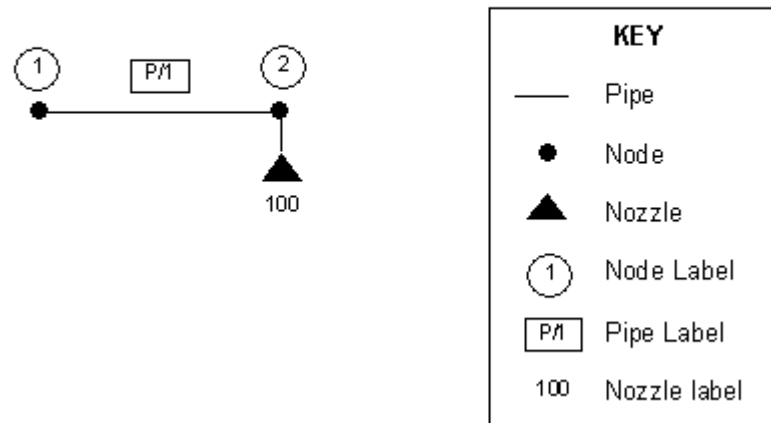 1
P/1
2
100
KEY
Pipe
Node
Nozzle
1 Node Label
P/1 Pipe Label
100 Nozzle label